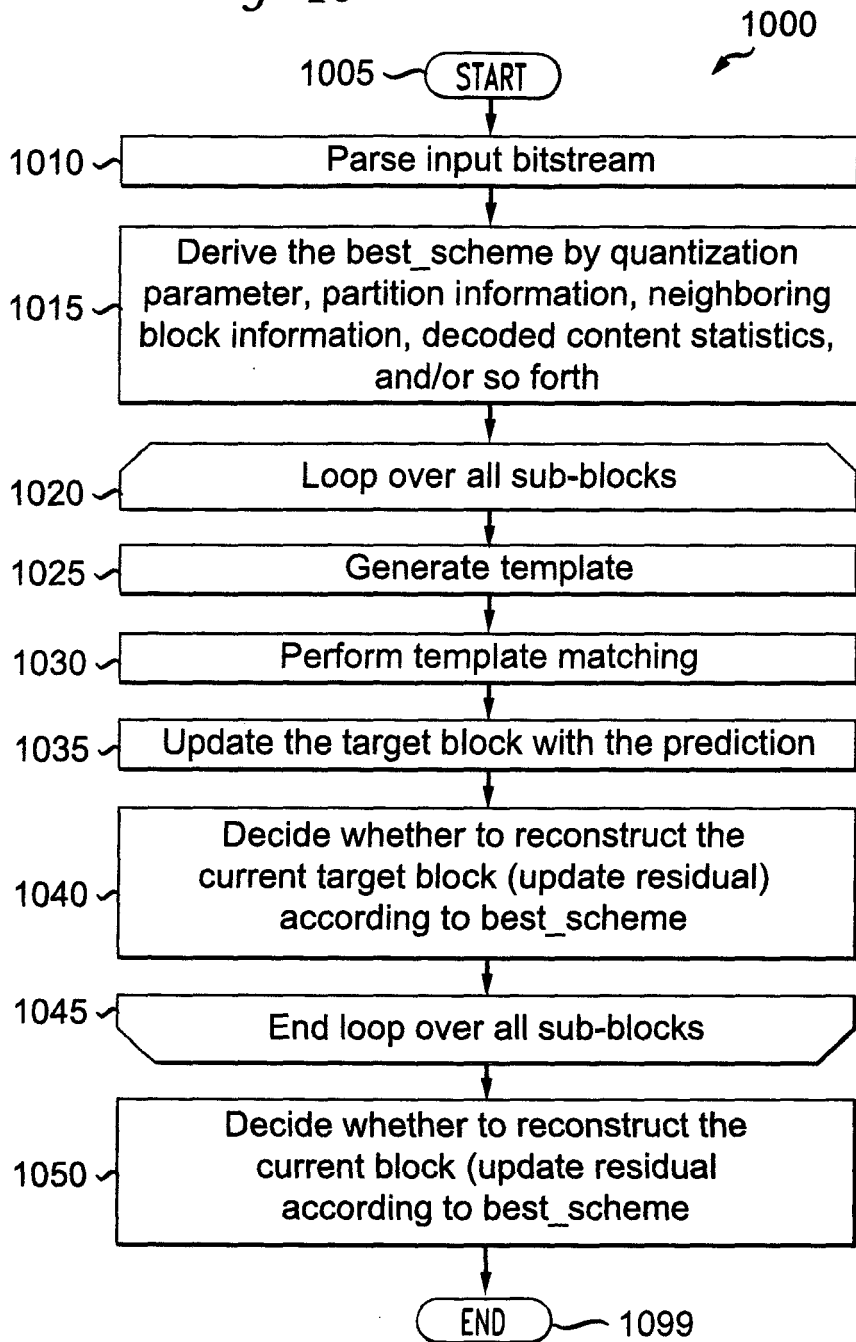 1000
1005 START
1010 Parse input bitstream
Derive the best_scheme by quantization
parameter, partition information, neighboring
1015 block information, decoded content statistics,
and/or so forth
1020 Loop over all sub-blocks
1025 Generate template
1030 Perform template matching
1035 Update the target block with the prediction
Decide whether to reconstruct the
1040 current target block (update residual)
according to best_scheme
1045 End loop over all sub-blocks
Decide whether to reconstruct the
1050 current block (update residual
according to best_scheme
END 1099